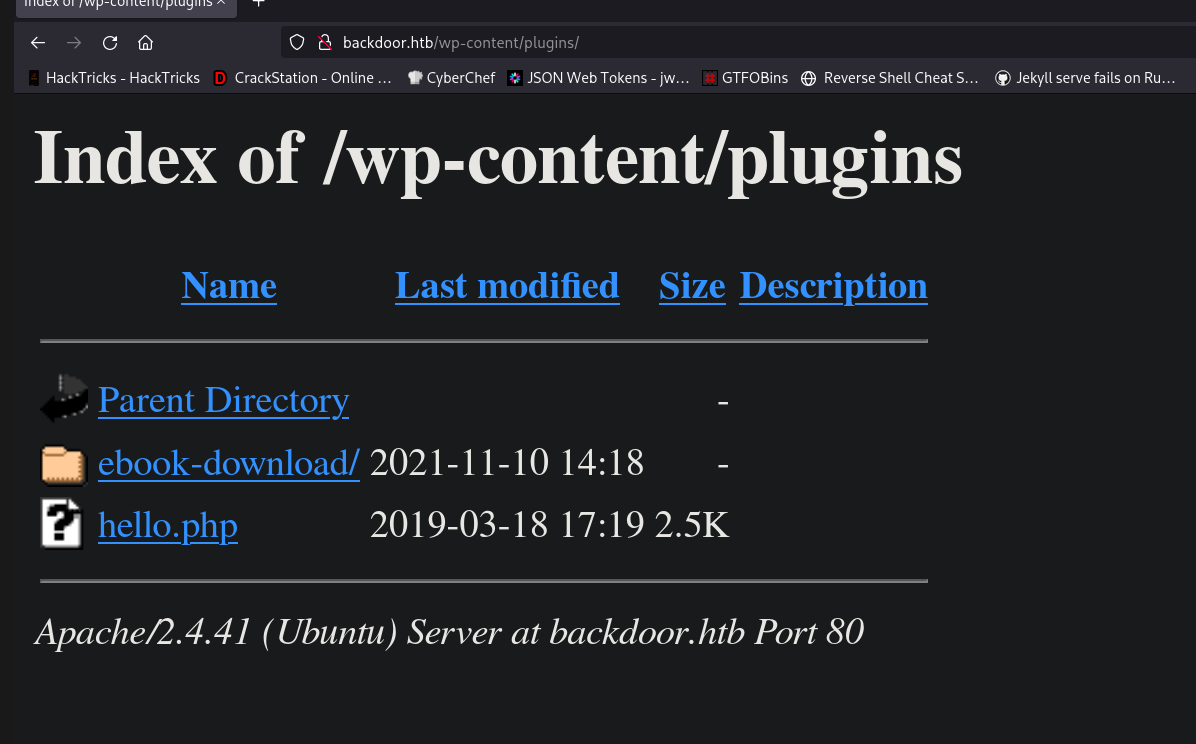 Index of /wp-content/plugins ×  +
backdoor.htb/wp-content/plugins/
HackTricks - HackTricks  CrackStation - Online …  CyberChef  JSON Web Tokens - jw…  GTFOBins  Reverse Shell Cheat S…  Jekyll serve fails on Ru…
Index of /wp-content/plugins
Name  Last modified  Size  Description
Parent Directory  -
ebook-download/  2021-11-10 14:18  -
hello.php  2019-03-18 17:19  2.5K
Apache/2.4.41 (Ubuntu) Server at backdoor.htb Port 80